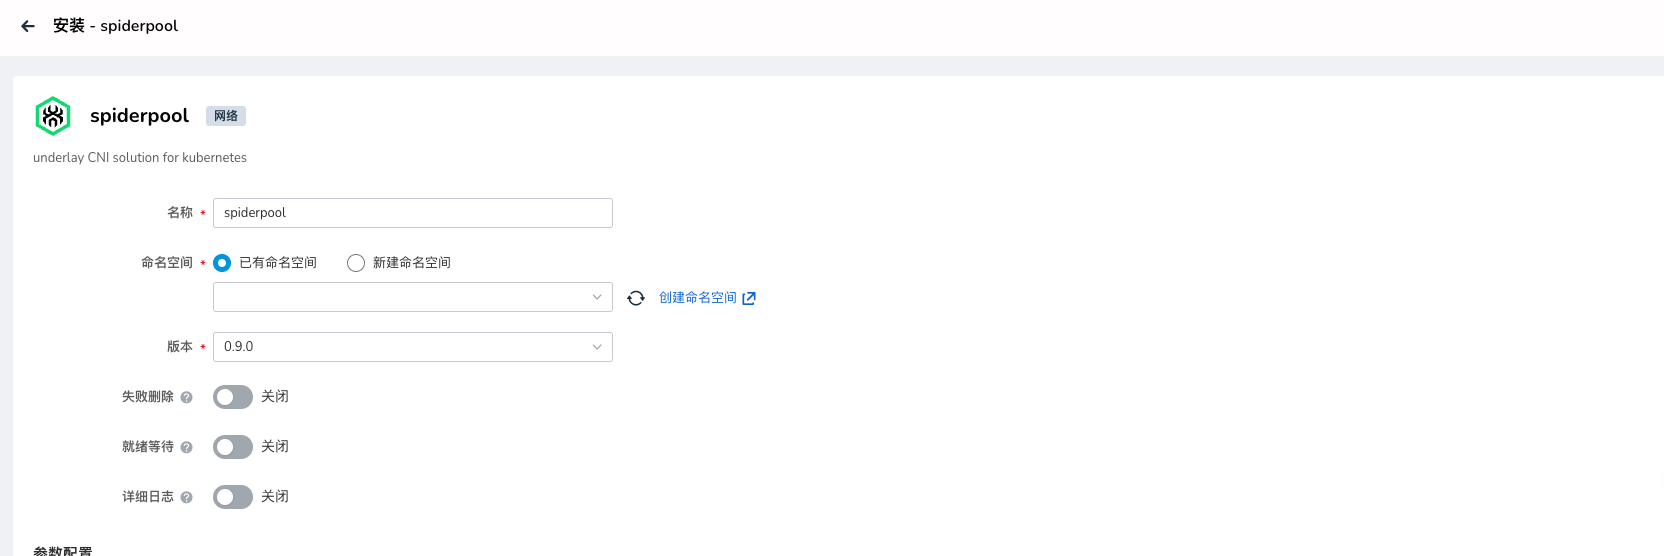 安装 - spiderpool
spiderpool 网络
underlay CNI solution for kubernetes
名称 * spiderpool
命名空间 * 已有命名空间 新建命名空间
创建命名空间
版本 * 0.9.0
失败删除 ? 关闭
就绪等待 ? 关闭
详细日志 ? 关闭
参数配置